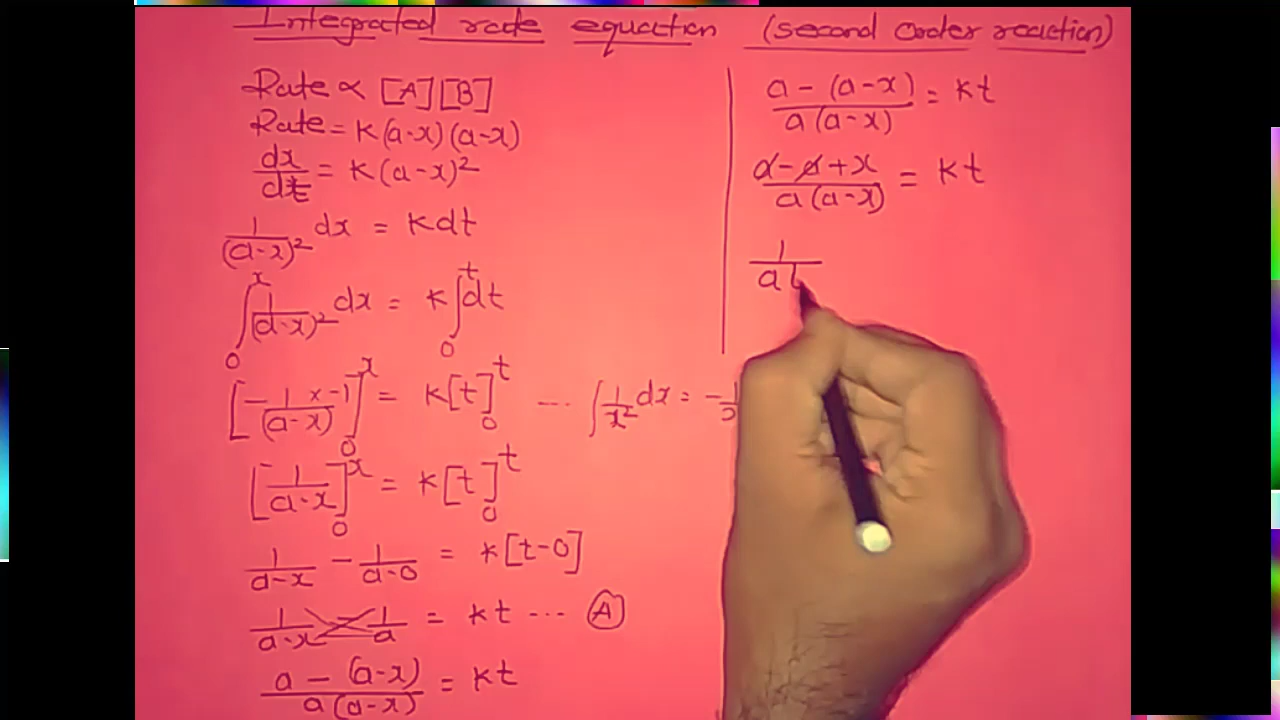 Integrated rate equation (second order reaction)
Rate ∝ [A][B]
Rate = K(a-x)(a-x)
dx/dt = K(a-x)²
1/(a-x)² dx = Kdt
∫₀ˣ 1/(a-x)² dx = K∫₀ᵗ dt
[-1/(a-x) × -1]₀ˣ = K[t]₀ᵗ --- ∫ 1/x² dx = -1/
[1/(a-x)]₀ˣ = K[t]₀ᵗ
1/(a-x) - 1/(a-0) = K[t-0]
1/(a-x) - 1/a = Kt --- (A)
a - (a-x) / a(a-x) = Kt
a - (a-x) / a(a-x) = Kt
a - a + x / a(a-x) = Kt
1/a(